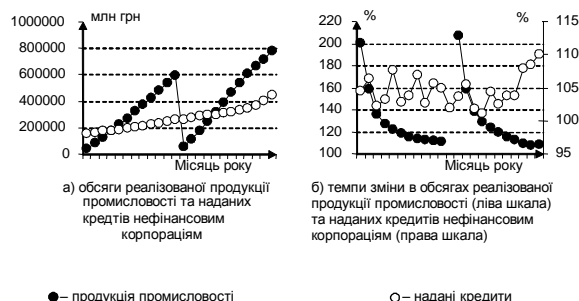 млн грн
1000000
800000
600000
400000
200000
0
Місяць року
а) обсяги реалізованої продукції
промисловості та наданих
кредтів нефінансовим
корпораціям
% %
220
200
180
160
140
120
100
115
110
105
100
95
Місяць року
б) темпи зміни в обсягах реалізованої
продукції промисловості (ліва шкала)
та наданих кредитів нефінансовим
корпораціям (права шкала)
– продукція промисловості
– надані кредити